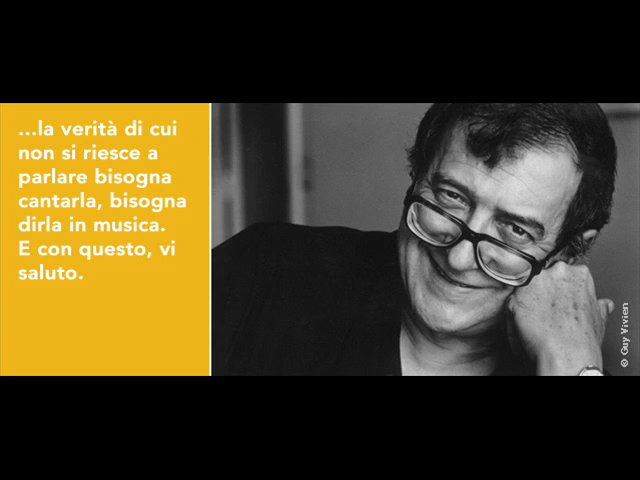 ...la verità di cui
non si riesce a
parlare bisogna
cantarla, bisogna
dirla in musica.
E con questo, vi
saluto.
© Guy Vivien